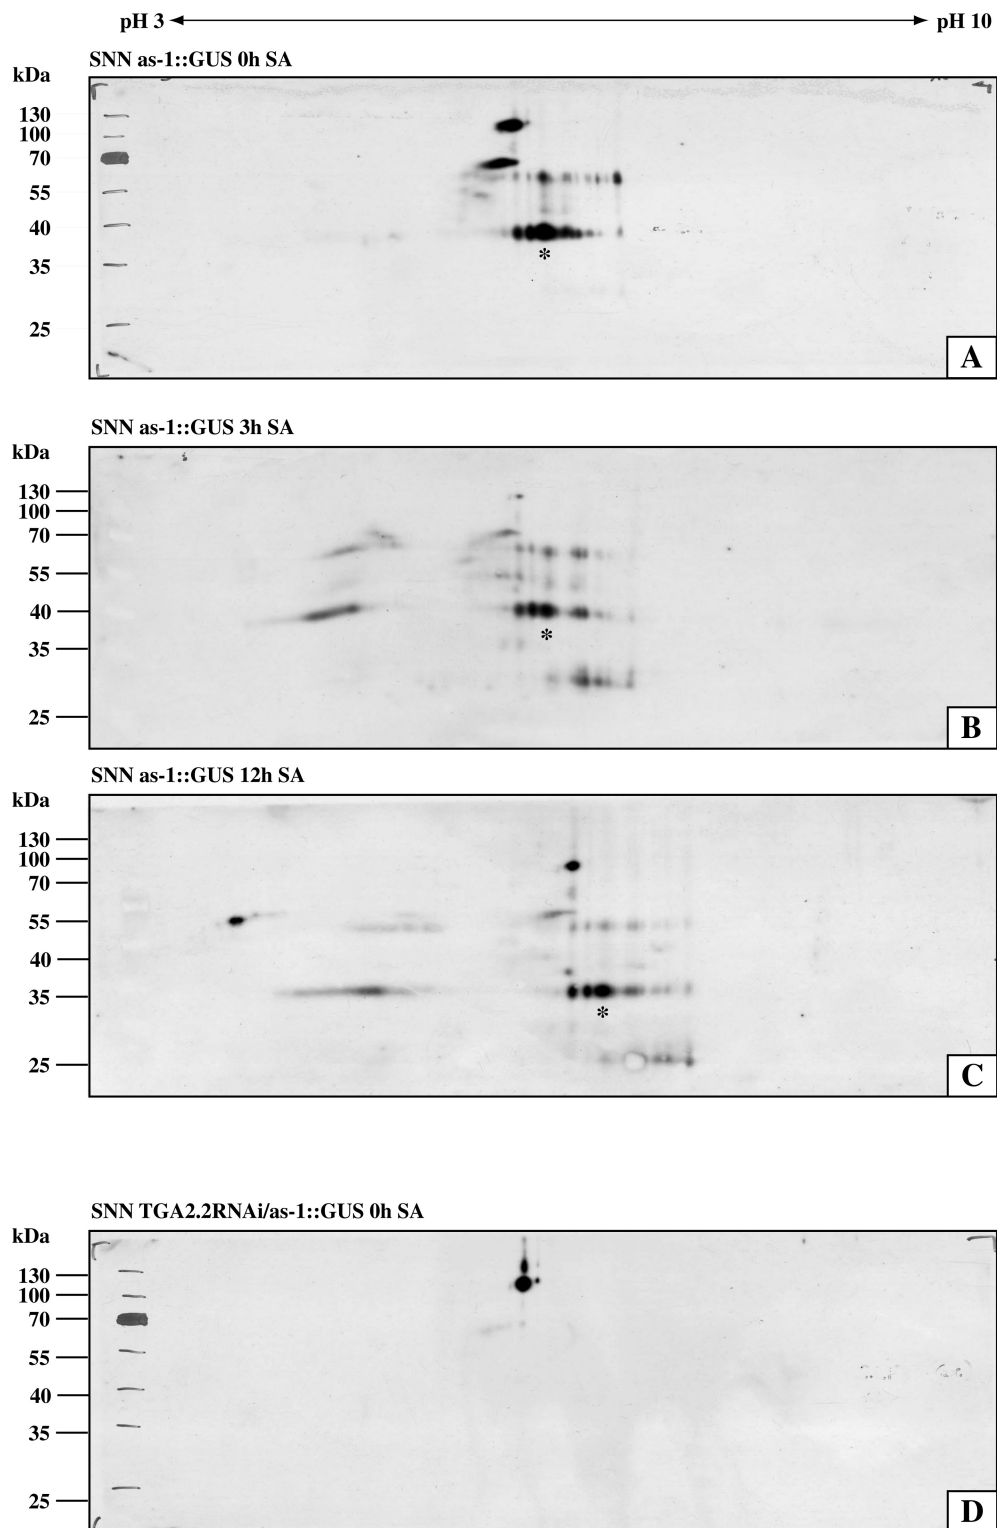 pH 3 pH 10
SNN as-1::GUS 0h SA
kDa
130
100
70
55
40
35
25
*
A
SNN as-1::GUS 3h SA
kDa
130
100
70
55
40
35
25
*
B
SNN as-1::GUS 12h SA
kDa
130
100
70
55
40
35
25
*
C
SNN TGA2.2RNAi/as-1::GUS 0h SA
kDa
130
100
70
55
40
35
25
D